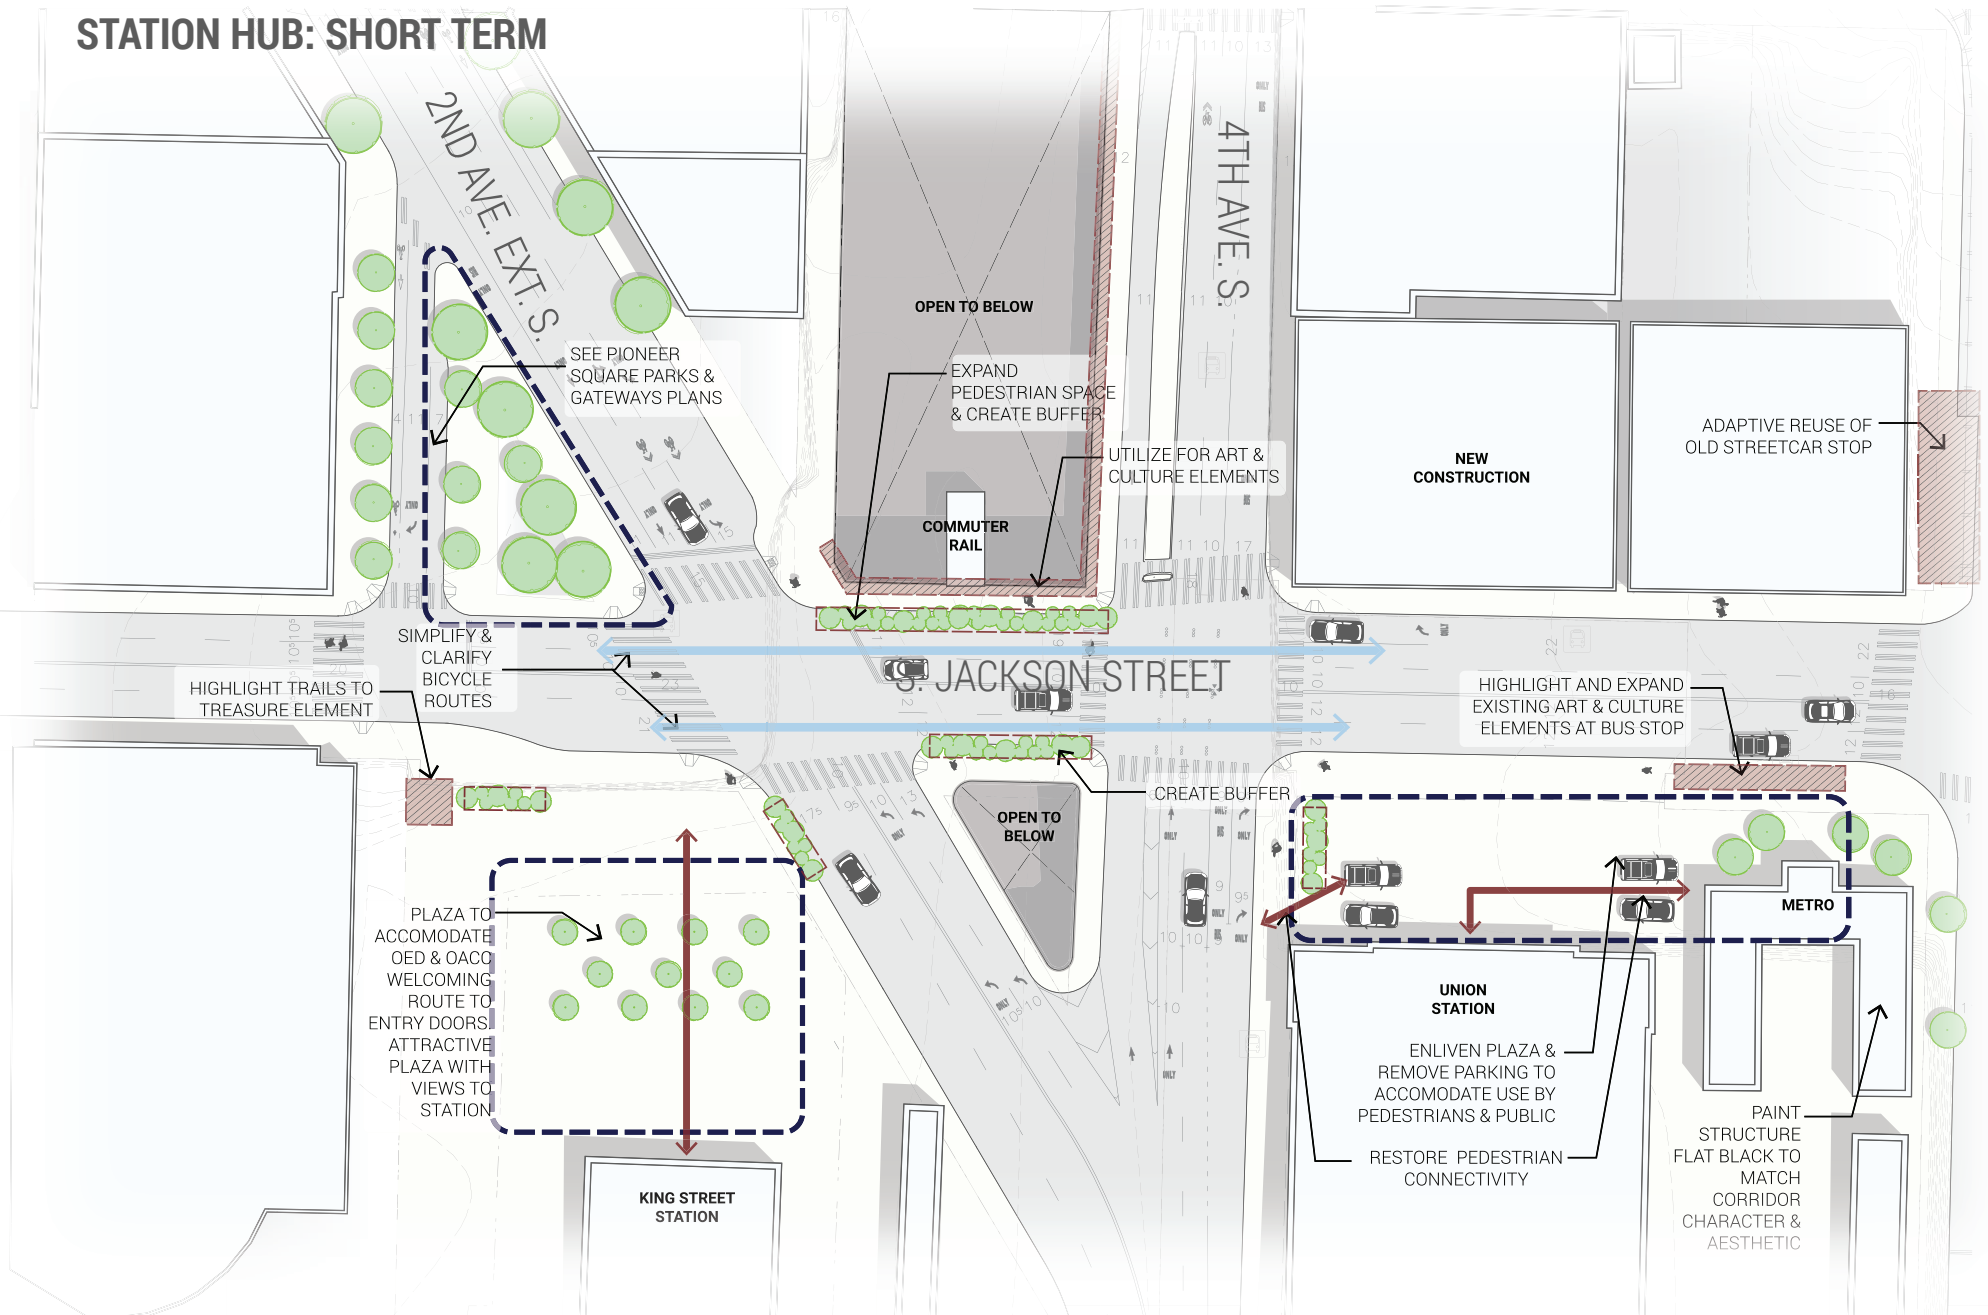 STATION HUB: SHORT TERM
2ND AVE. EXT. S.
4TH AVE. S.
OPEN TO BELOW
SEE PIONEER
SQUARE PARKS &
GATEWAYS PLANS
EXPAND
PEDESTRIAN SPACE
& CREATE BUFFER
UTILIZE FOR ART &
CULTURE ELEMENTS
COMMUTER
RAIL
NEW
CONSTRUCTION
ADAPTIVE REUSE OF
OLD STREETCAR STOP
SIMPLIFY &
CLARIFY
BICYCLE
ROUTES
HIGHLIGHT TRAILS TO
TREASURE ELEMENT
S. JACKSON STREET
HIGHLIGHT AND EXPAND
EXISTING ART & CULTURE
ELEMENTS AT BUS STOP
CREATE BUFFER
OPEN TO
BELOW
PLAZA TO
ACCOMODATE
OED & OACC
WELCOMING
ROUTE TO
ENTRY DOORS.
ATTRACTIVE
PLAZA WITH
VIEWS TO
STATION
METRO
UNION
STATION
ENLIVEN PLAZA &
REMOVE PARKING TO
ACCOMODATE USE BY
PEDESTRIANS & PUBLIC
RESTORE PEDESTRIAN
CONNECTIVITY
PAINT
STRUCTURE
FLAT BLACK TO
MATCH
CORRIDOR
CHARACTER &
AESTHETIC
KING STREET
STATION